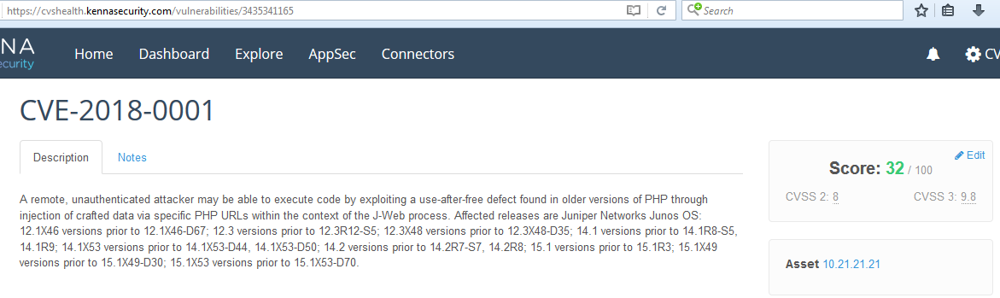 https://cvshealth.kennasecurity.com/vulnerabilities/3435341165
Search
NA
ecurity
Home
Dashboard
Explore
AppSec
Connectors
CV
CVE-2018-0001
Description
Notes
A remote, unauthenticated attacker may be able to execute code by exploiting a use-after-free defect found in older versions of PHP through
injection of crafted data via specific PHP URLs within the context of the J-Web process. Affected releases are Juniper Networks Junos OS:
12.1X46 versions prior to 12.1X46-D67; 12.3 versions prior to 12.3R12-S5; 12.3X48 versions prior to 12.3X48-D35; 14.1 versions prior to 14.1R8-S5,
14.1R9; 14.1X53 versions prior to 14.1X53-D44, 14.1X53-D50; 14.2 versions prior to 14.2R7-S7, 14.2R8; 15.1 versions prior to 15.1R3; 15.1X49
versions prior to 15.1X49-D30; 15.1X53 versions prior to 15.1X53-D70.
Edit
Score: 32 / 100
CVSS 2: 8
CVSS 3: 9.8
Asset 10.21.21.21